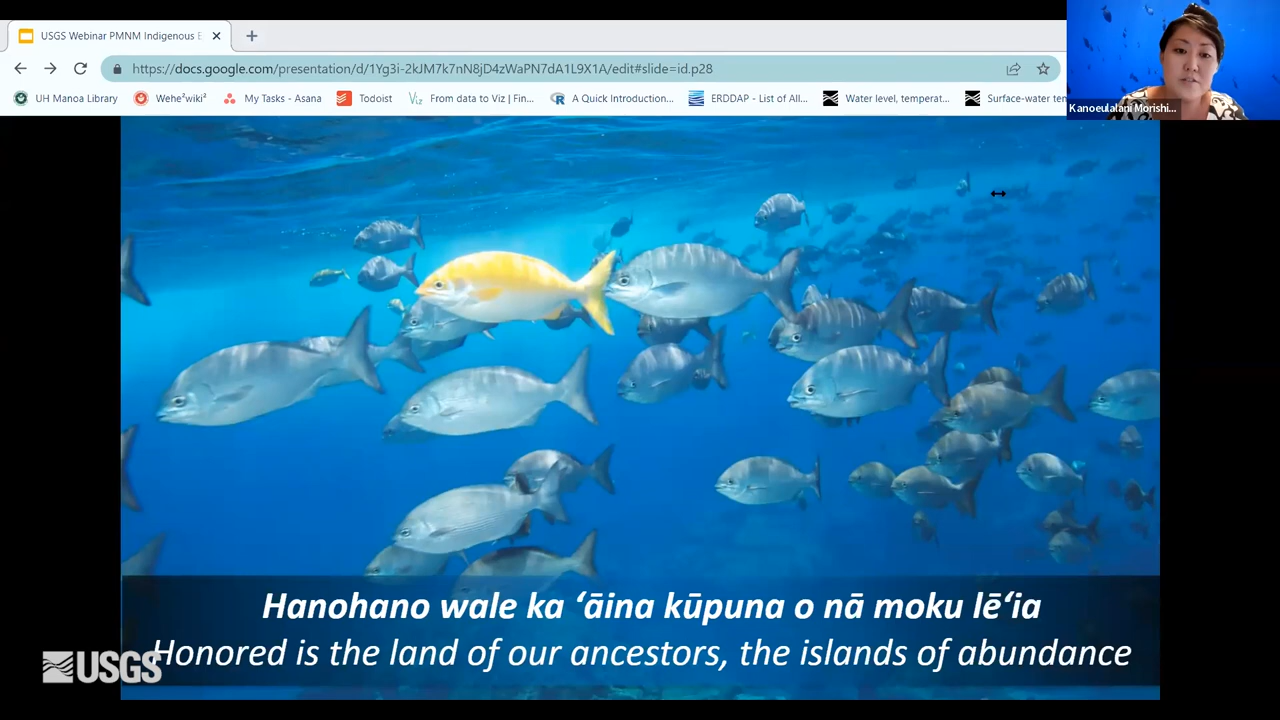 USGS Webinar PMNM Indigenous E
https://docs.google.com/presentation/d/1Yg3i-2kJM7k7nN8jD4zWaPN7dA1L9X1A/edit#slide=id.p28
UH Manoa Library
Wehe²wiki²
My Tasks - Asana
Todoist
From data to Viz | Fin...
A Quick Introduction...
ERDDAP - List of All...
Water level, temperat...
Surface-water ten
Kanoeulalani Morishi...
Hanohano wale ka ʻāina kūpuna o nā moku lēʻia
Honored is the land of our ancestors, the islands of abundance
USGS